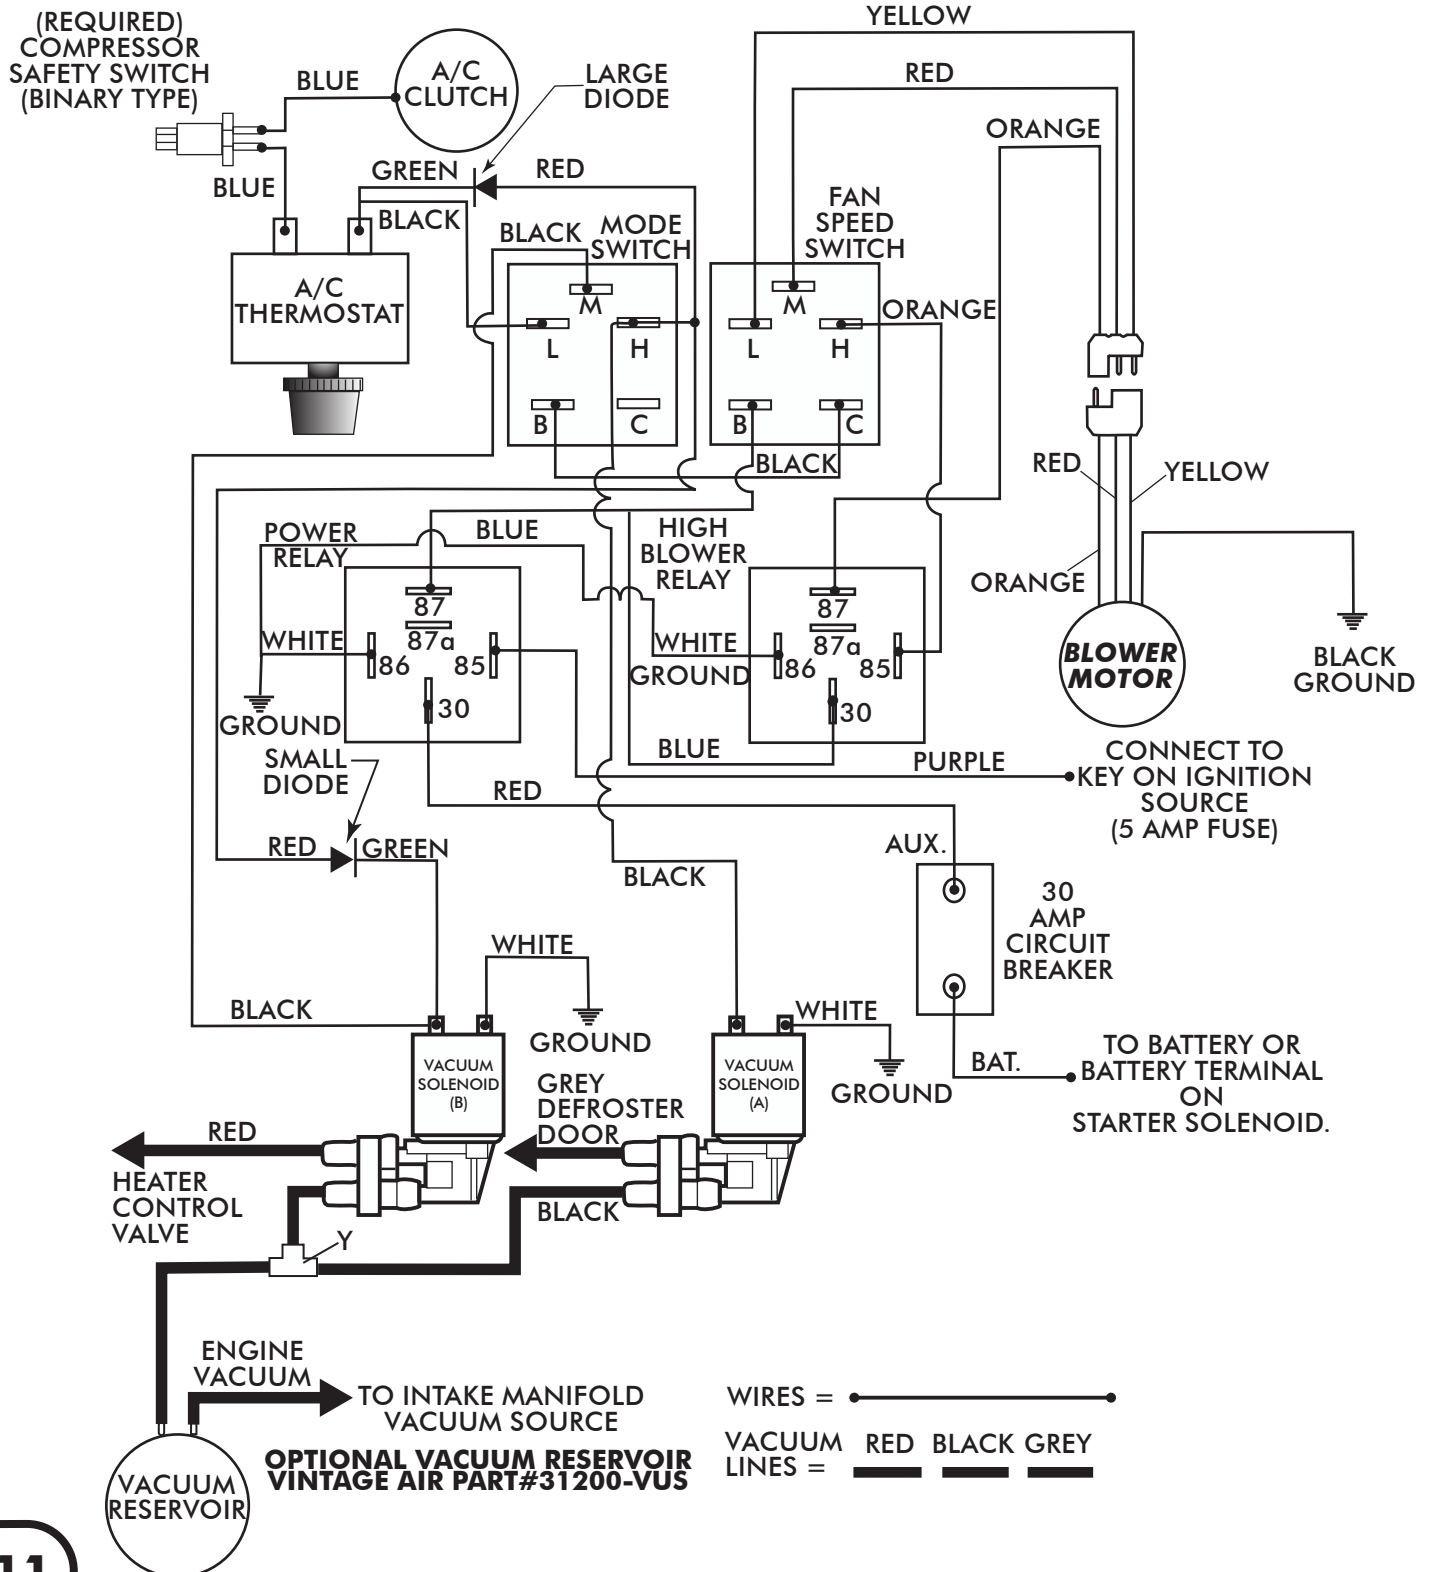 (REQUIRED)
COMPRESSOR
SAFETY SWITCH
(BINARY TYPE)
BLUE
A/C
CLUTCH
LARGE
DIODE
YELLOW
RED
ORANGE
BLUE
GREEN
RED
BLACK
BLACK
MODE
SWITCH
FAN
SPEED
SWITCH
A/C
THERMOSTAT
M
L
H
B
C
M
L
H
B
C
ORANGE
BLACK
RED
YELLOW
ORANGE
POWER
RELAY
BLUE
HIGH
BLOWER
RELAY
87
87a
86
85
30
WHITE
GROUND
87
87a
86
85
30
WHITE
GROUND
BLOWER
MOTOR
BLACK
GROUND
SMALL
DIODE
BLUE
PURPLE
CONNECT TO
KEY ON IGNITION
SOURCE
(5 AMP FUSE)
RED
RED
GREEN
BLACK
AUX.
30
AMP
CIRCUIT
BREAKER
WHITE
GROUND
BLACK
WHITE
GROUND
BAT.
TO BATTERY OR
BATTERY TERMINAL
ON
STARTER SOLENOID.
VACUUM
SOLENOID
(B)
GREY
DEFROSTER
DOOR
VACUUM
SOLENOID
(A)
RED
HEATER
CONTROL
VALVE
BLACK
Y
ENGINE
VACUUM
TO INTAKE MANIFOLD
VACUUM SOURCE
OPTIONAL VACUUM RESERVOIR
VINTAGE AIR PART#31200-VUS
VACUUM
RESERVOIR
WIRES =
VACUUM
LINES =
RED BLACK GREY
11